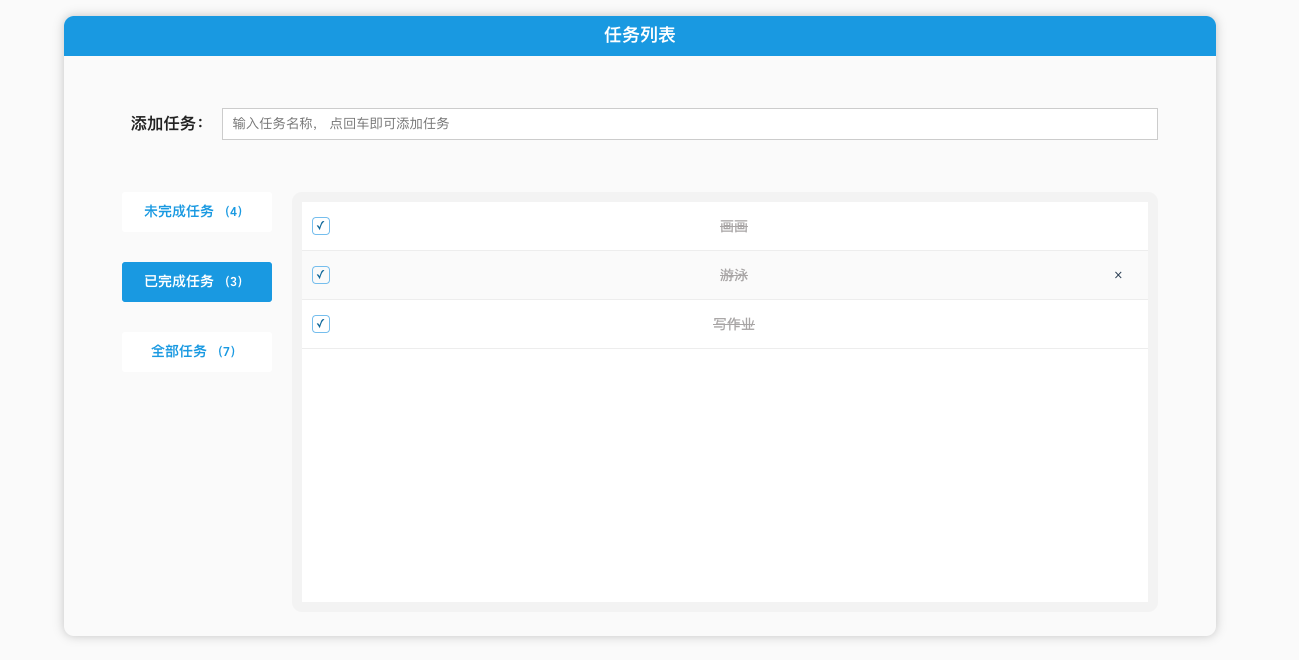 任务列表
添加任务：
输入任务名称， 点回车即可添加任务
未完成任务 （4）
已完成任务 （3）
全部任务 （7）
画画
游泳 ×
写作业